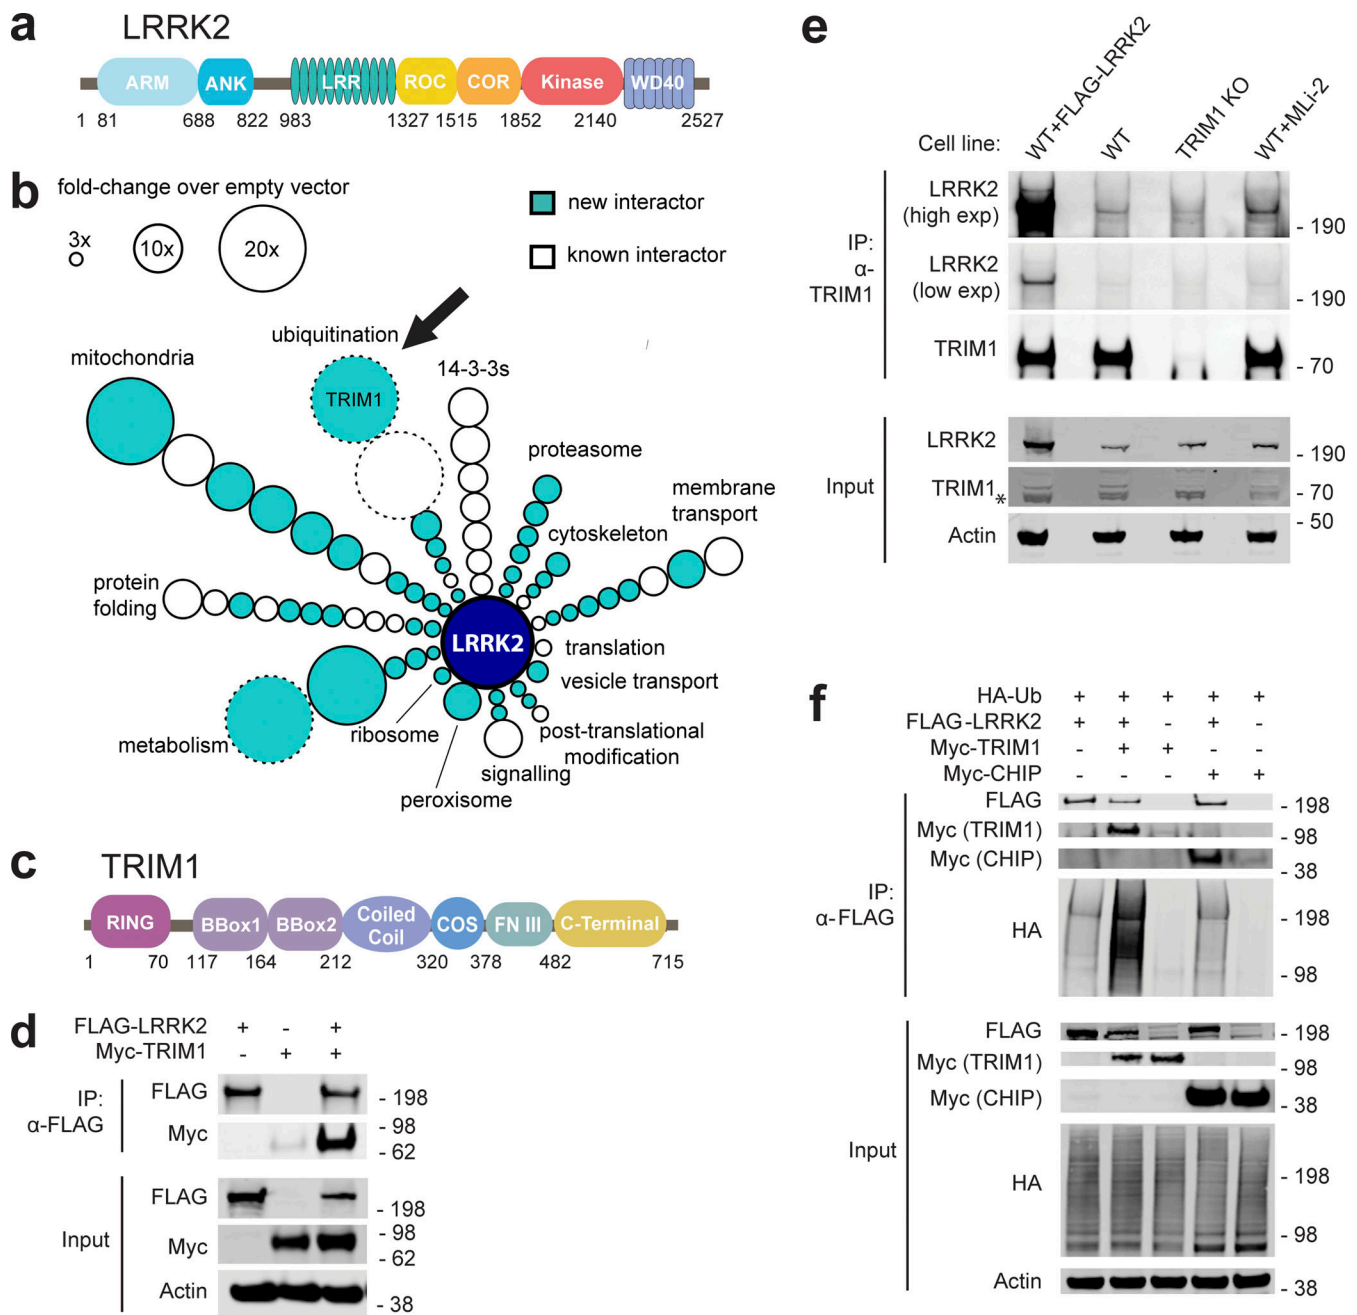 a
LRRK2
ARM ANK LRR ROC COR Kinase WD40
1 81 688 822 983 1327 1515 1852 2140 2527
b
fold-change over empty vector
3x 10x 20x
new interactor
known interactor
ubiquitination
mitochondria
TRIM1
14-3-3s
proteasome
membrane
transport
cytoskeleton
protein
folding
LRRK2
translation
vesicle transport
ribosome
post-translational
modification
metabolism
signalling
peroxisome
c
TRIM1
RING BBox1 BBox2 Coiled
Coil COS FN III C-Terminal
1 70 117 164 212 320 378 482 715
d
FLAG-LRRK2 + - +
Myc-TRIM1 - + +
IP:
α-FLAG
FLAG - 198
Myc - 98
- 62
Input
FLAG - 198
Myc - 98
- 62
Actin - 38
e
Cell line: WT+FLAG-LRRK2 WT TRIM1 KO WT+MLi-2
IP:
α-
TRIM1
LRRK2
(high exp) - 190
LRRK2
(low exp) - 190
TRIM1 - 70
Input
LRRK2 - 190
TRIM1 * - 70
- 50
Actin
f
HA-Ub + + + + +
FLAG-LRRK2 + + - + -
Myc-TRIM1 - + + - -
Myc-CHIP - - - + +
IP:
α-FLAG
FLAG - 198
Myc (TRIM1) - 98
Myc (CHIP) - 38
HA - 198
- 98
Input
FLAG - 198
Myc (TRIM1) - 98
Myc (CHIP) - 38
HA - 198
- 98
Actin - 38